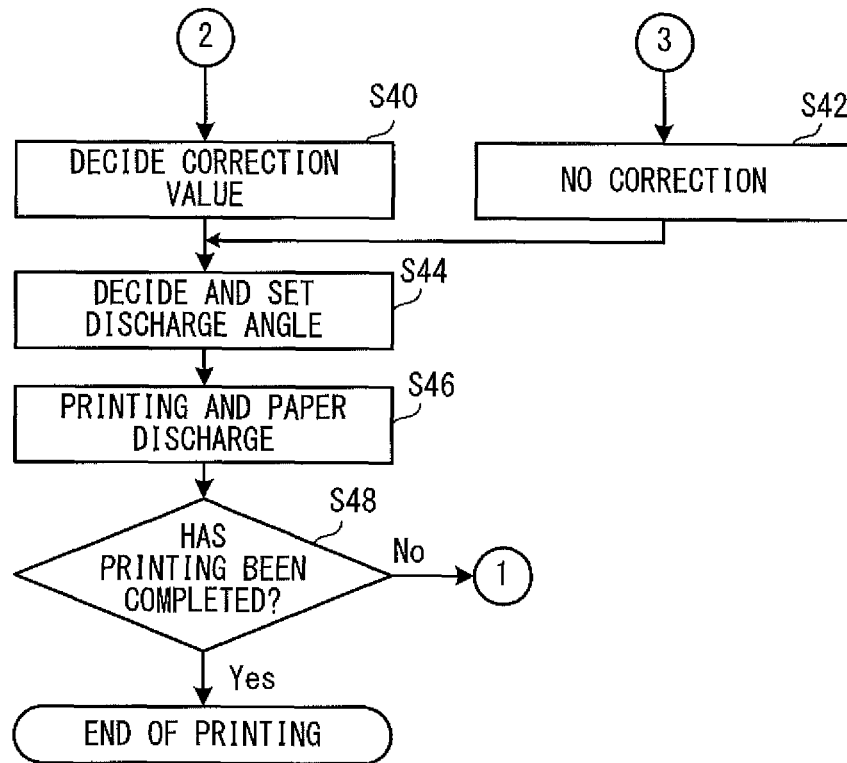 2
3
S40
S42
DECIDE CORRECTION
VALUE
NO CORRECTION
S44
DECIDE AND SET
DISCHARGE ANGLE
S46
PRINTING AND PAPER
DISCHARGE
S48
HAS
PRINTING BEEN
COMPLETED?
No
1
Yes
END OF PRINTING